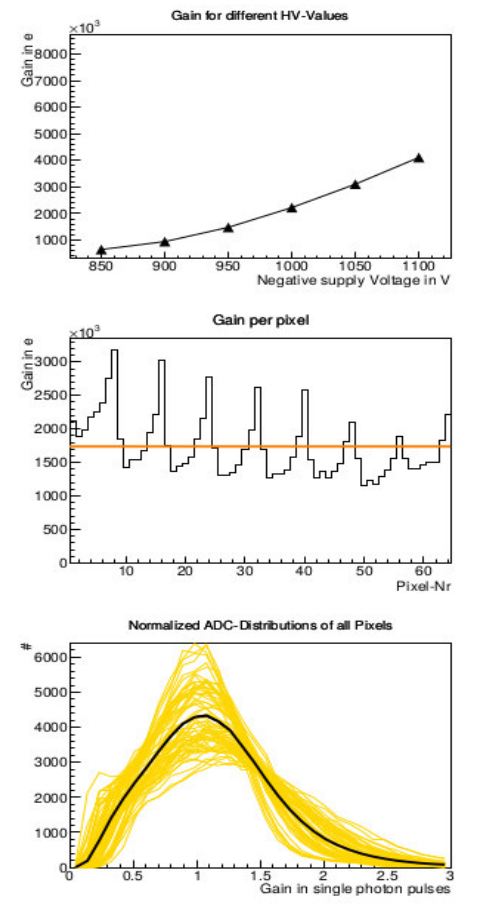 Gain for different HV-Values
×10³
Gain in e
8000
7000
6000
5000
4000
3000
2000
1000
850 900 950 1000 1050 1100
Negative supply Voltage in V
Gain per pixel
×10³
Gain in e
3000
2500
2000
1500
1000
500
0
10 20 30 40 50 60
Pixel-Nr
Normalized ADC-Distributions of all Pixels
#
6000
5000
4000
3000
2000
1000
0
0 0.5 1 1.5 2 2.5 3
Gain in single photon pulses